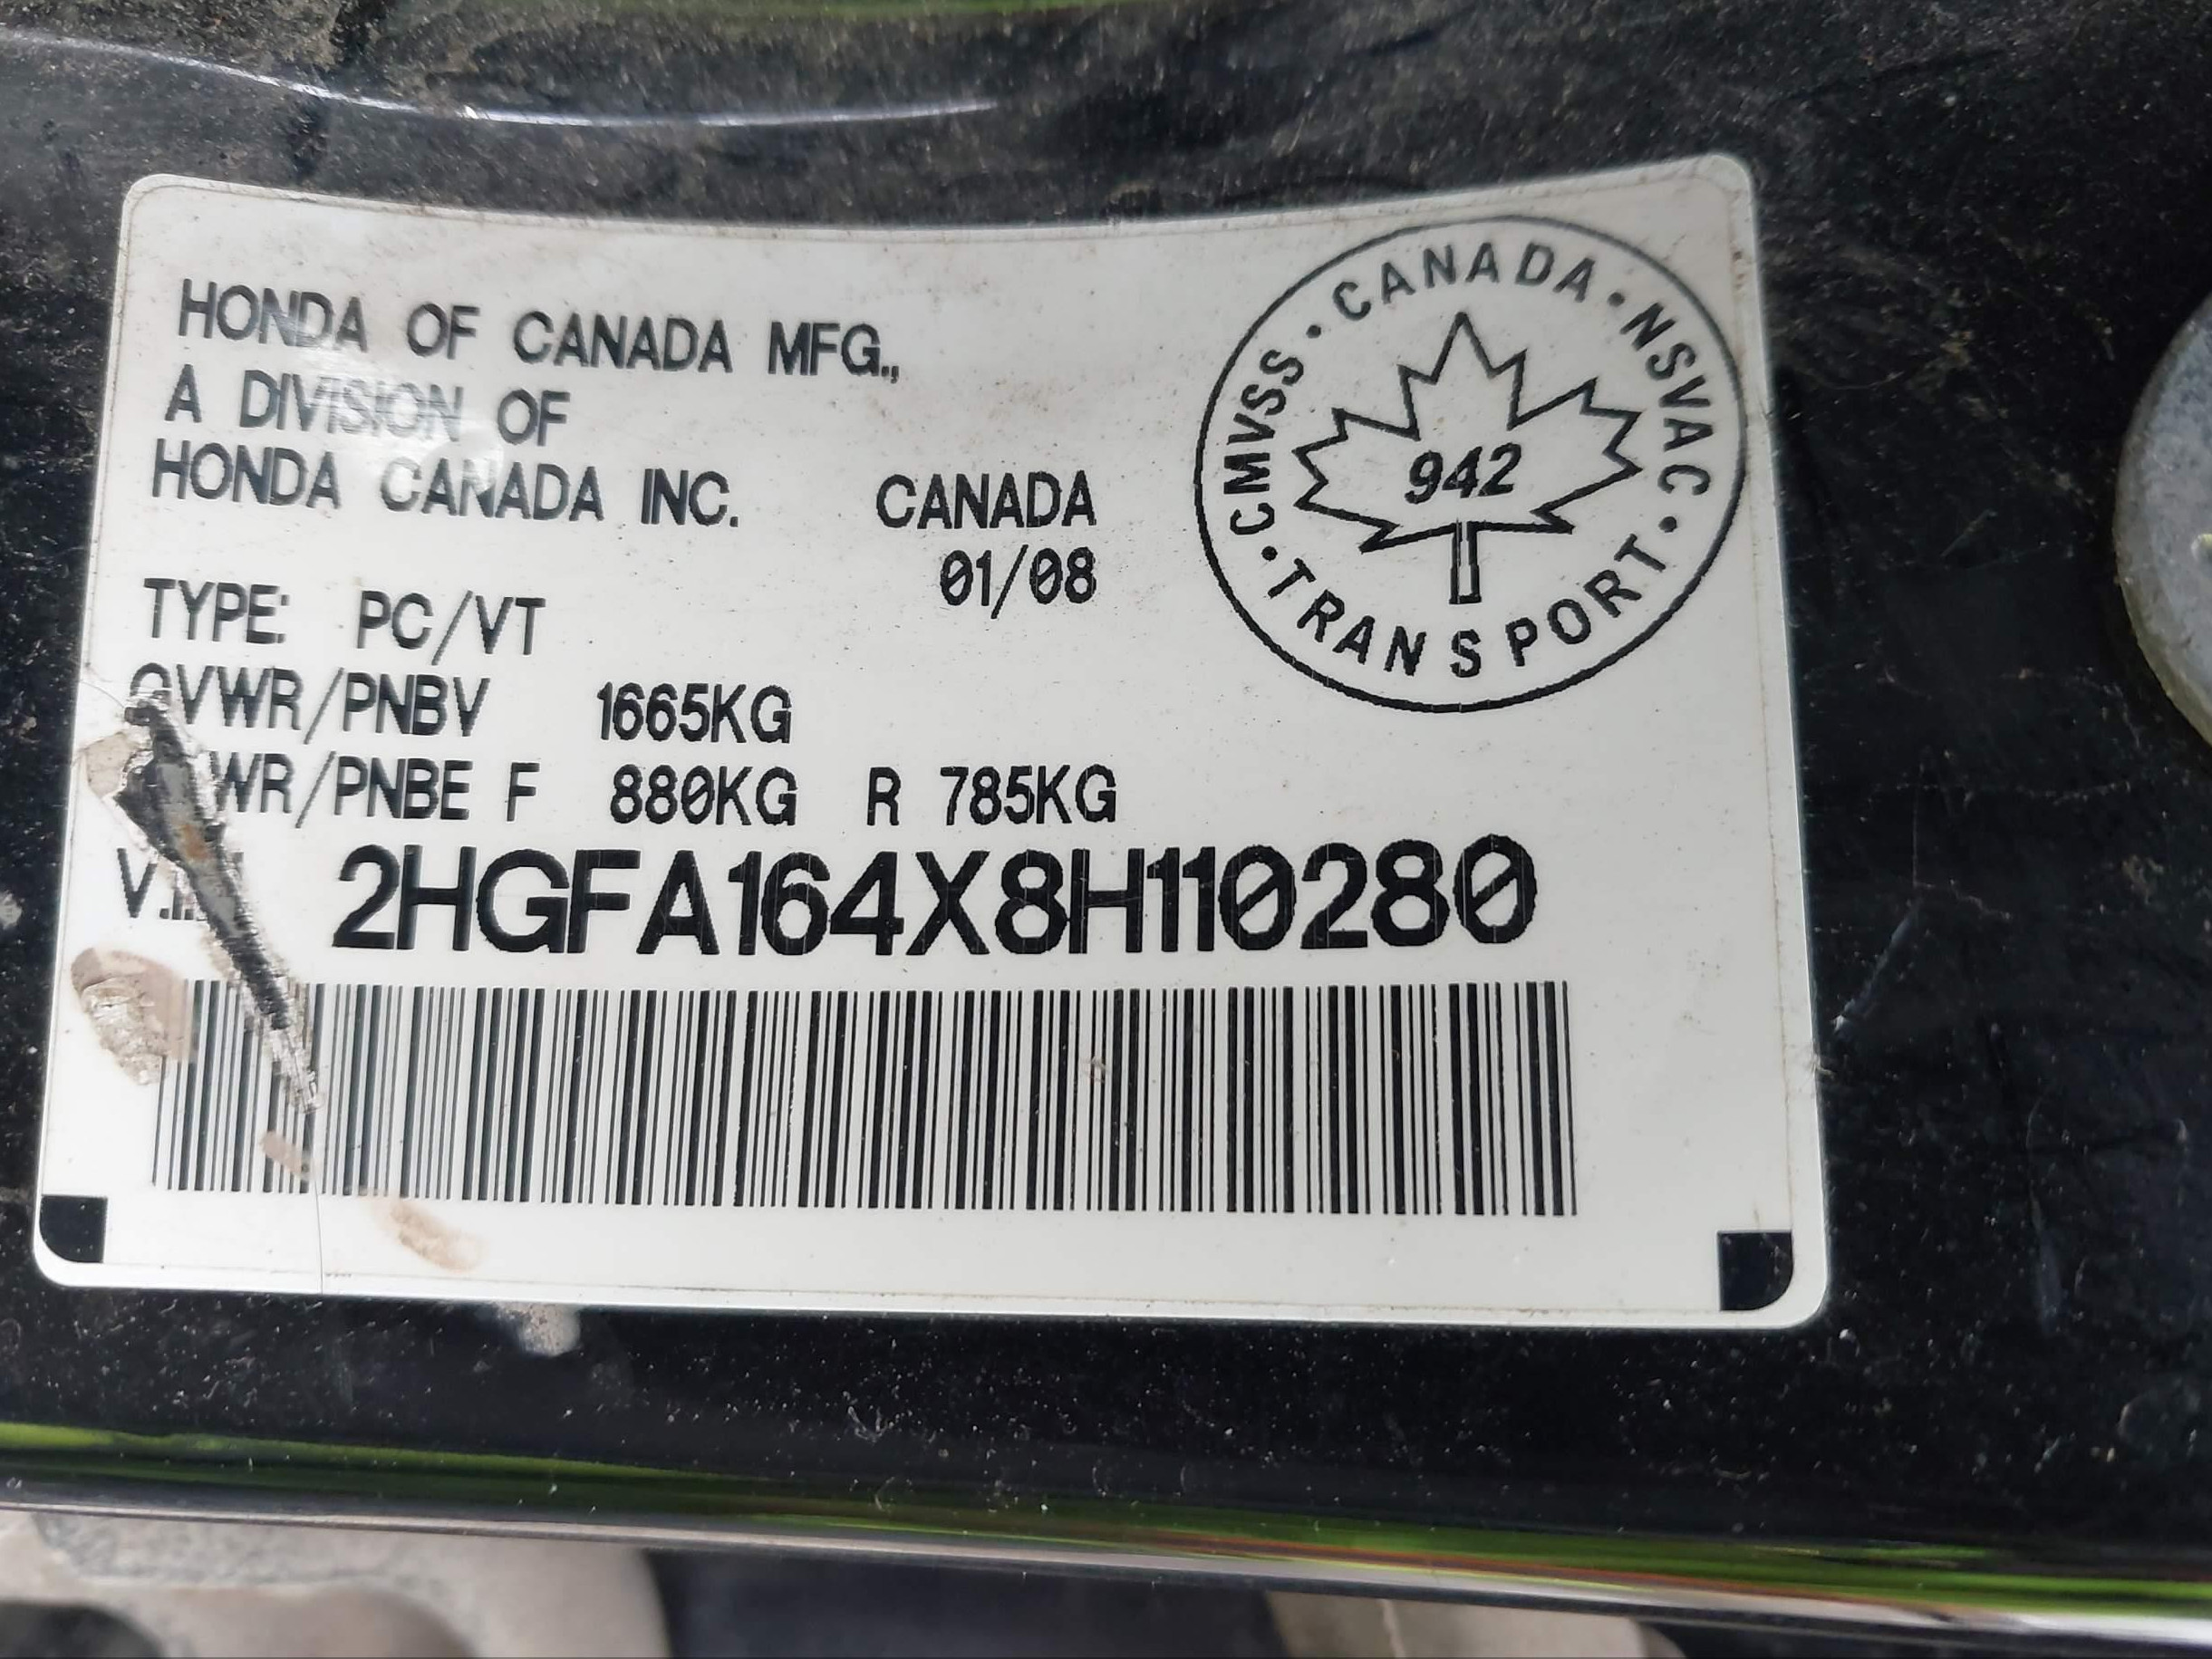 HONDA OF CANADA MFG.,
A DIVISION OF
HONDA CANADA INC. CANADA
01/08
TYPE: PC/VT
GVWR/PNBV 1665KG
WR/PNBE F 880KG R 785KG
2HGFA164X8H110280
CMVSS · CANADA · NSVAC · TRANSPORT ·
942